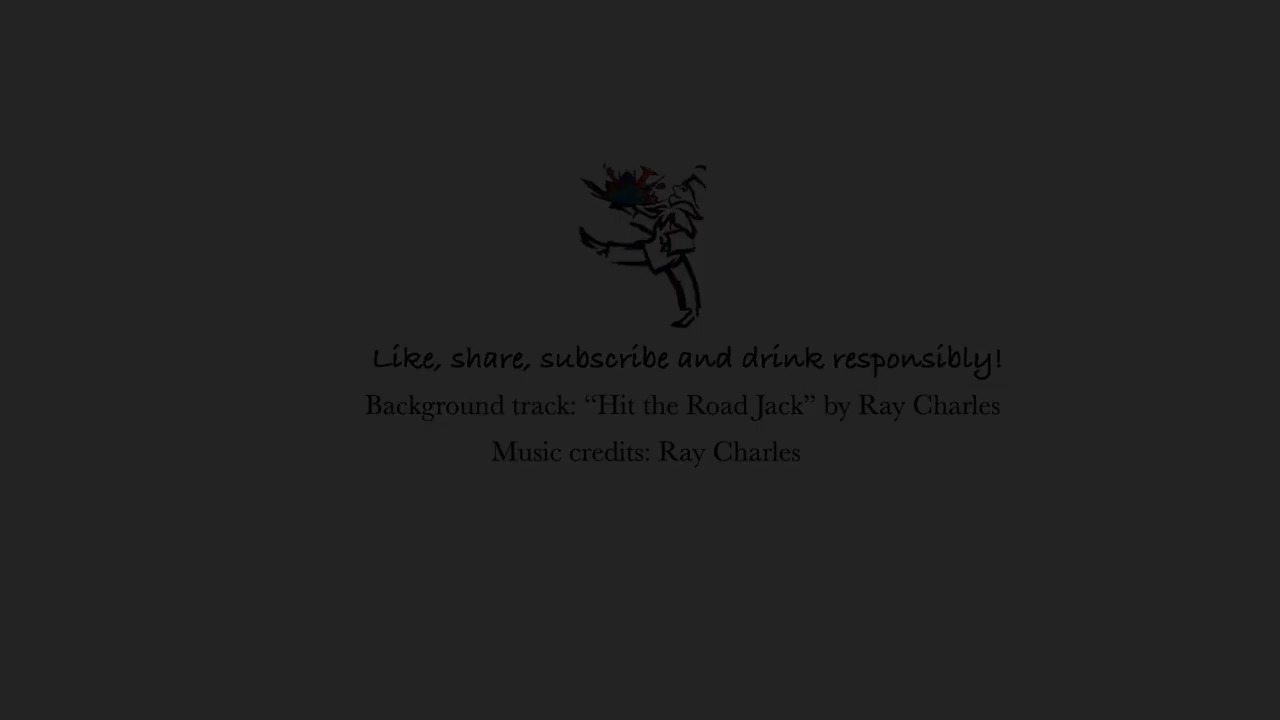 Like, share, subscribe and drink responsibly!
Background track: “Hit the Road Jack” by Ray Charles
Music credits: Ray Charles